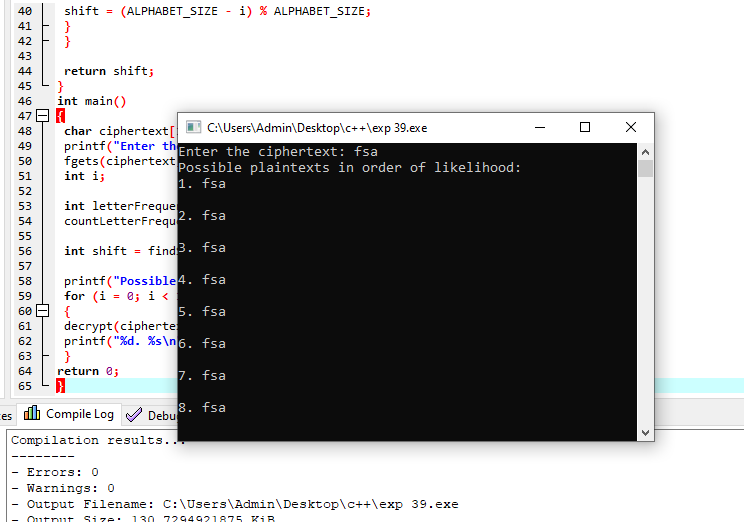 40 shift = (ALPHABET_SIZE - i) % ALPHABET_SIZE;
41 }
42 }
43
44 return shift;
45 }
46 int main()
47 {
48 char ciphertext[
49 printf("Enter th
50 fgets(ciphertext
51 int i;
52
53 int letterFreque
54 countLetterFrequ
55
56 int shift = find
57
58 printf("Possible
59 for (i = 0; i <
60 {
61 decrypt(cipherte
62 printf("%d. %s\n
63 }
64 return 0;
65 }
C:\Users\Admin\Desktop\c++\exp 39.exe
Enter the ciphertext: fsa
Possible plaintexts in order of likelihood:
1. fsa
2. fsa
3. fsa
4. fsa
5. fsa
6. fsa
7. fsa
8. fsa
Compile Log Debu
Compilation results...
--------
- Errors: 0
- Warnings: 0
- Output Filename: C:\Users\Admin\Desktop\c++\exp 39.exe
- Output Size: 130.7294921875 KiB